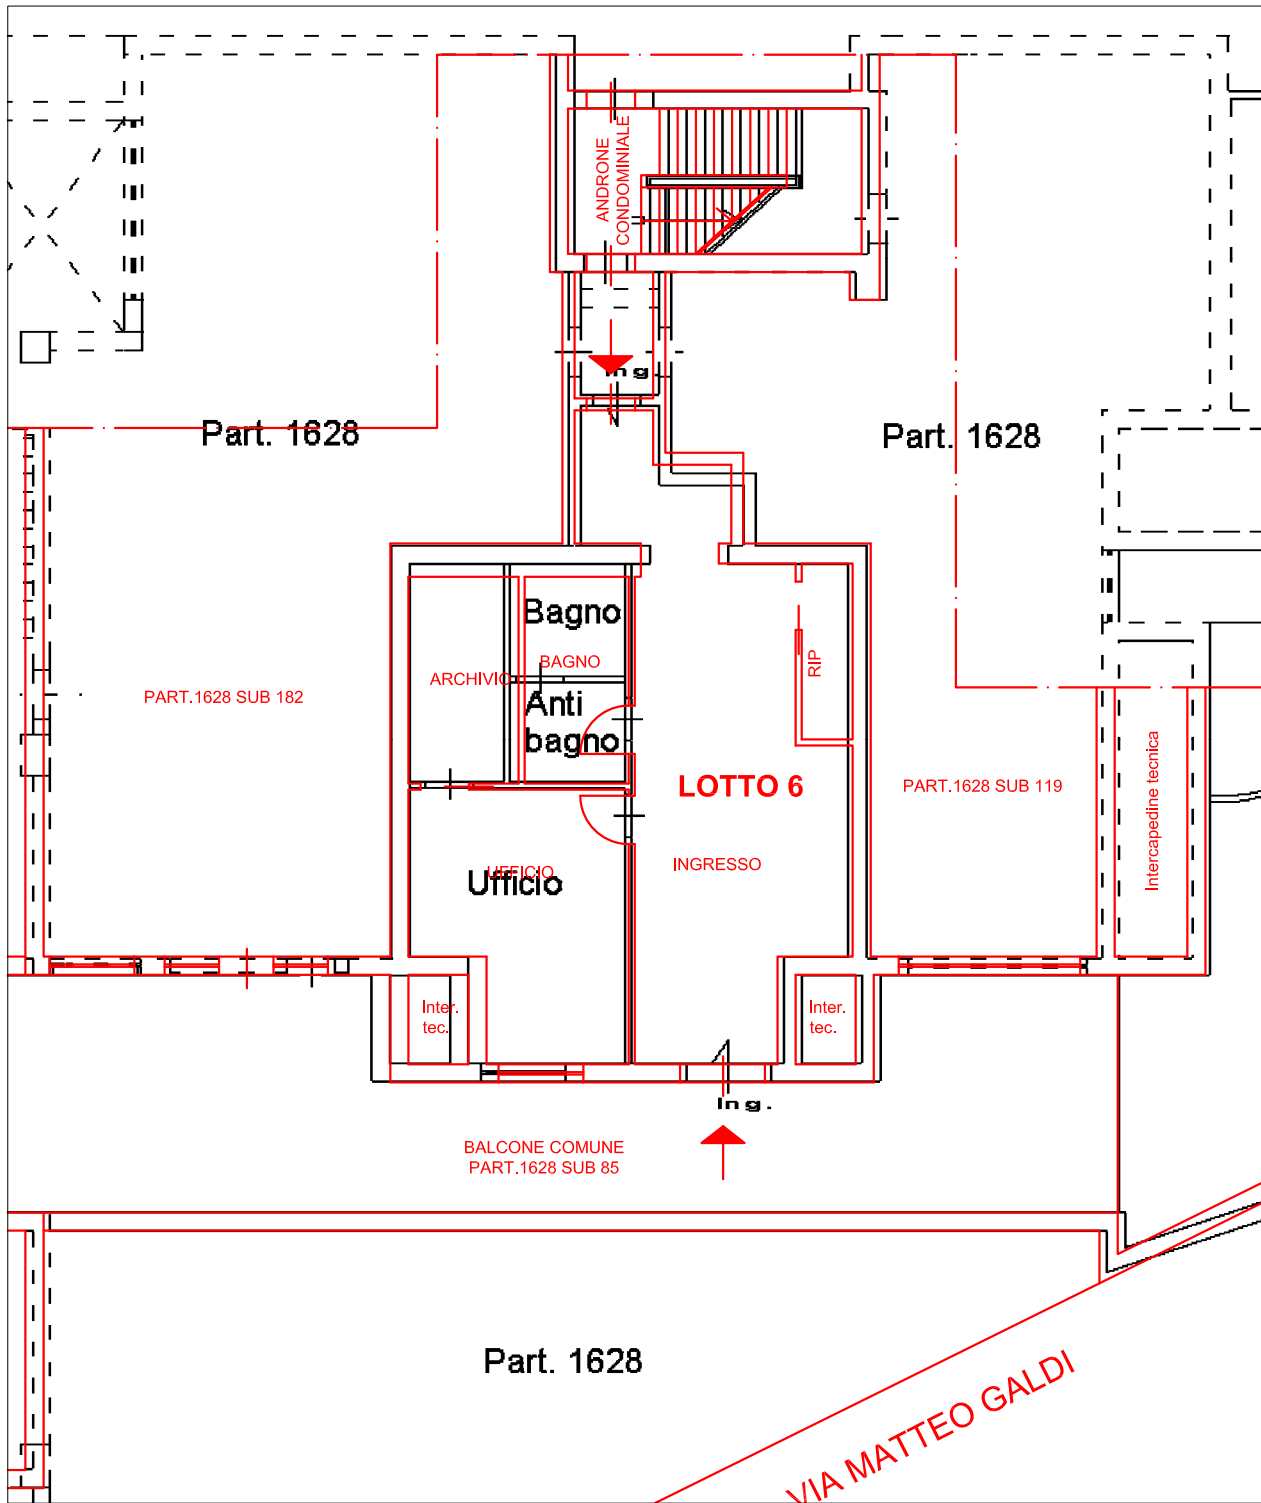 ANDRONE
CONDOMINIALE
Ing
Part. 1628
Part. 1628
Bagno
BAGNO
ARCHIVIO
RIP
PART.1628 SUB 182
Anti
bagno
LOTTO 6
PART.1628 SUB 119
Intercapedine tecnica
INGRESSO
UFFICIO
Ufficio
Inter.
tec.
Inter.
tec.
Ing.
BALCONE COMUNE
PART.1628 SUB 85
Part. 1628
VIA MATTEO GALDI